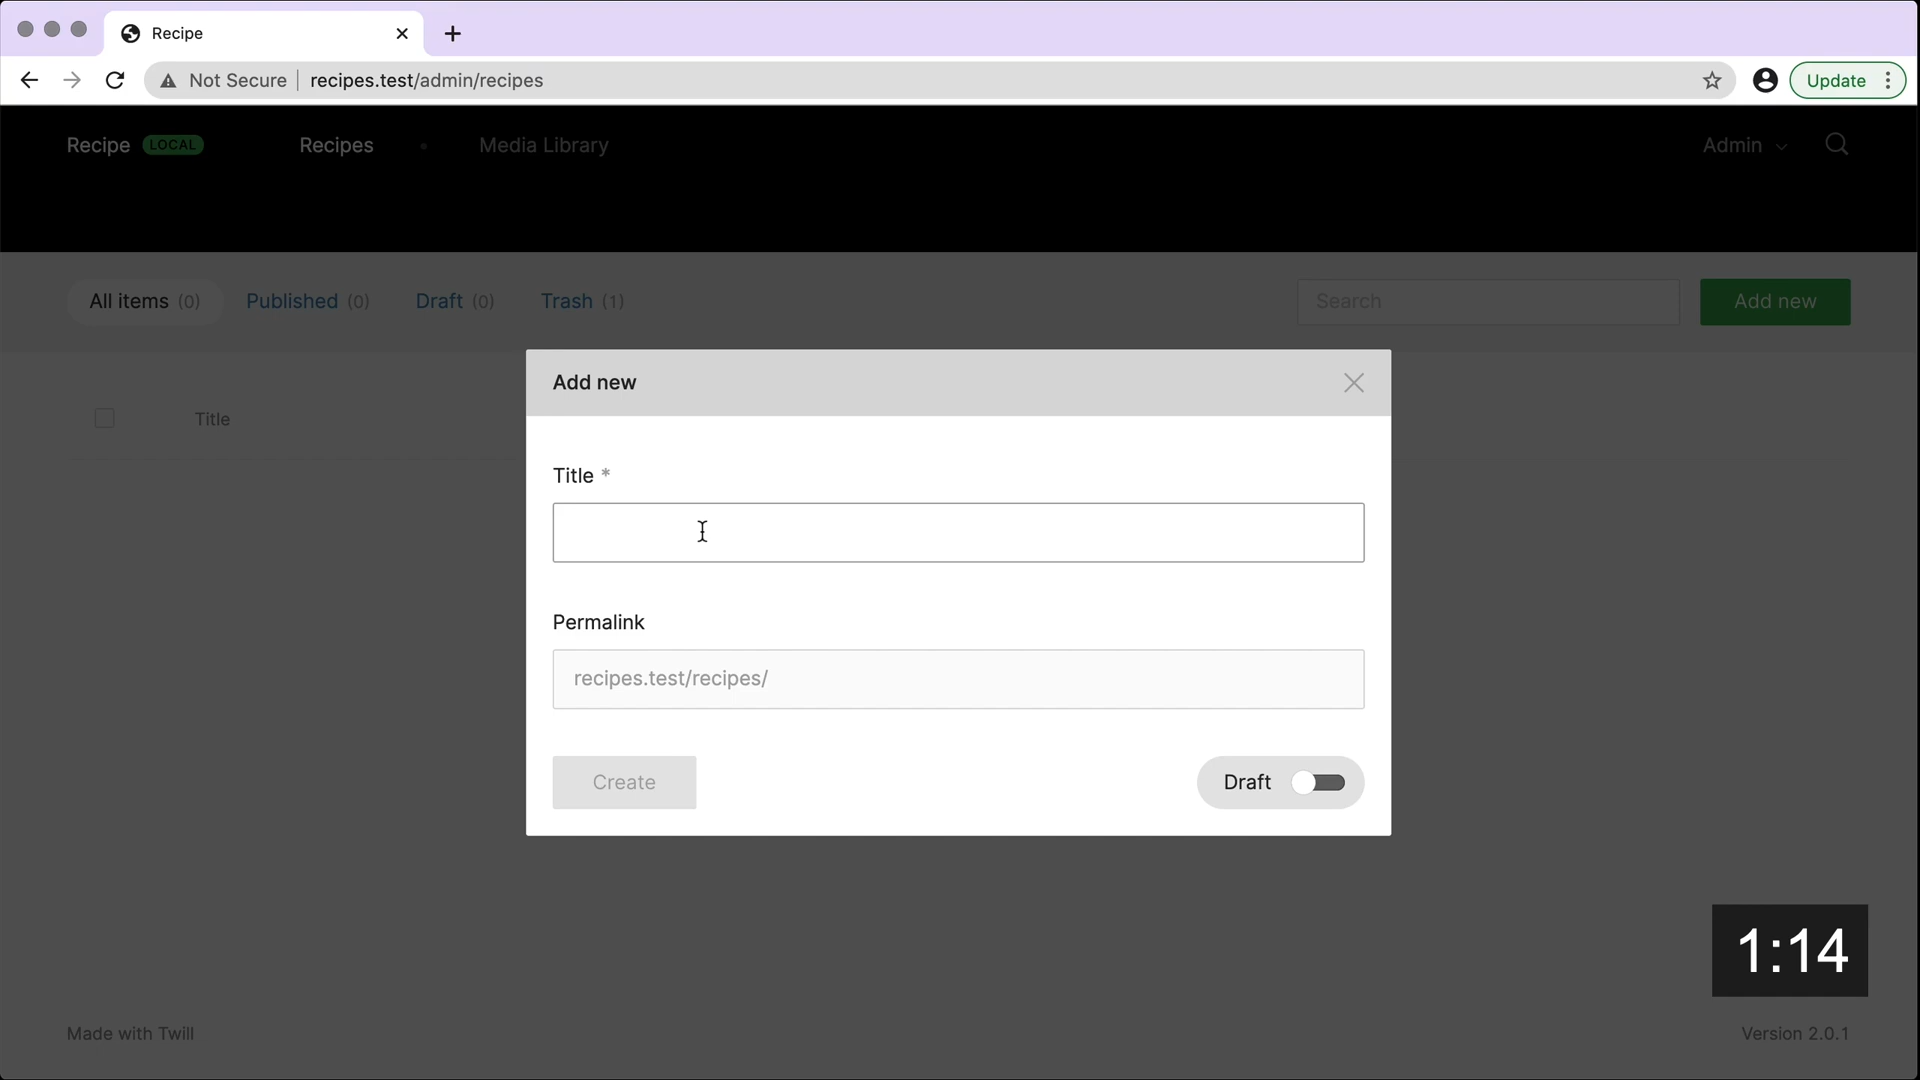 Recipe
Not Secure recipes.test/admin/recipes Update
Recipe LOCAL Recipes Media Library Admin
All items (0) Published (0) Draft (0) Trash (1) Search Add new
Add new
Title
Title *
Permalink
recipes.test/recipes/
Create Draft
1:14
Made with Twill Version 2.0.1